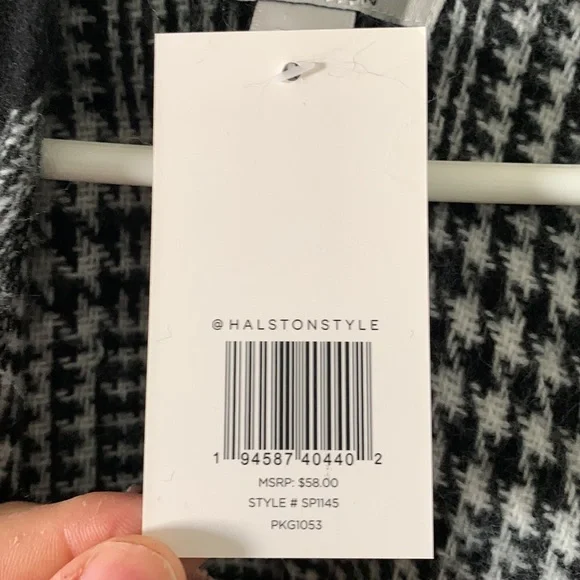 @HALSTONSTYLE
1 94587 40440 2
MSRP: $58.00
STYLE # SP1145
PKG1053